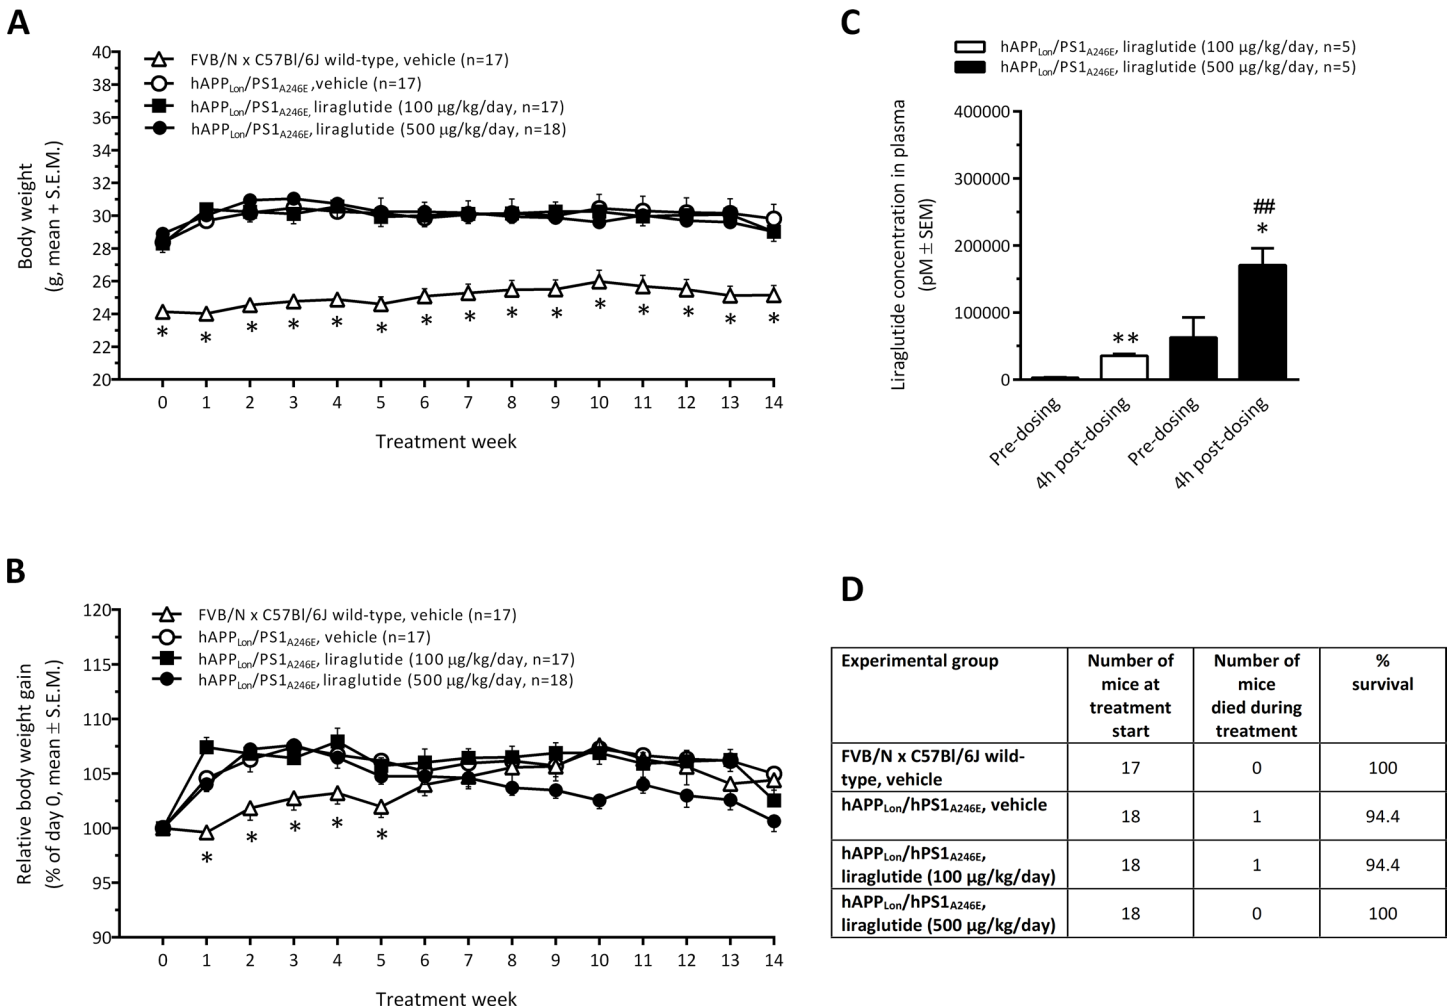 A
FVB/N x C57Bl/6J wild-type, vehicle (n=17)
hAPPLon/PS1A246E, vehicle (n=17)
hAPPLon/PS1A246E, liraglutide (100 µg/kg/day, n=17)
hAPPLon/PS1A246E, liraglutide (500 µg/kg/day, n=18)
Body weight
(g, mean + S.E.M.)
40
38
36
34
32
30
28
26
24
22
20
* * * * * * * * * * * * * * *
0 1 2 3 4 5 6 7 8 9 10 11 12 13 14
Treatment week
B
FVB/N x C57Bl/6J wild-type, vehicle (n=17)
hAPPLon/PS1A246E, vehicle (n=17)
hAPPLon/PS1A246E, liraglutide (100 µg/kg/day, n=17)
hAPPLon/PS1A246E, liraglutide (500 µg/kg/day, n=18)
Relative body weight gain
(% of day 0, mean ± S.E.M.)
120
115
110
105
100
95
90
* * * * *
0 1 2 3 4 5 6 7 8 9 10 11 12 13 14
Treatment week
C
hAPPLon/PS1A246E, liraglutide (100 µg/kg/day, n=5)
hAPPLon/PS1A246E, liraglutide (500 µg/kg/day, n=5)
Liraglutide concentration in plasma
(pM ± SEM)
400000
300000
200000
100000
0
**
##
*
Pre-dosing
4h post-dosing
Pre-dosing
4h post-dosing
D
Experimental group
Number of
mice at
treatment
start
Number of
mice
died during
treatment
%
survival
FVB/N x C57Bl/6J wild-
type, vehicle
17 0 100
hAPPLon/hPS1A246E, vehicle
18 1 94.4
hAPPLon/hPS1A246E,
liraglutide (100 µg/kg/day)
18 1 94.4
hAPPLon/hPS1A246E,
liraglutide (500 µg/kg/day)
18 0 100